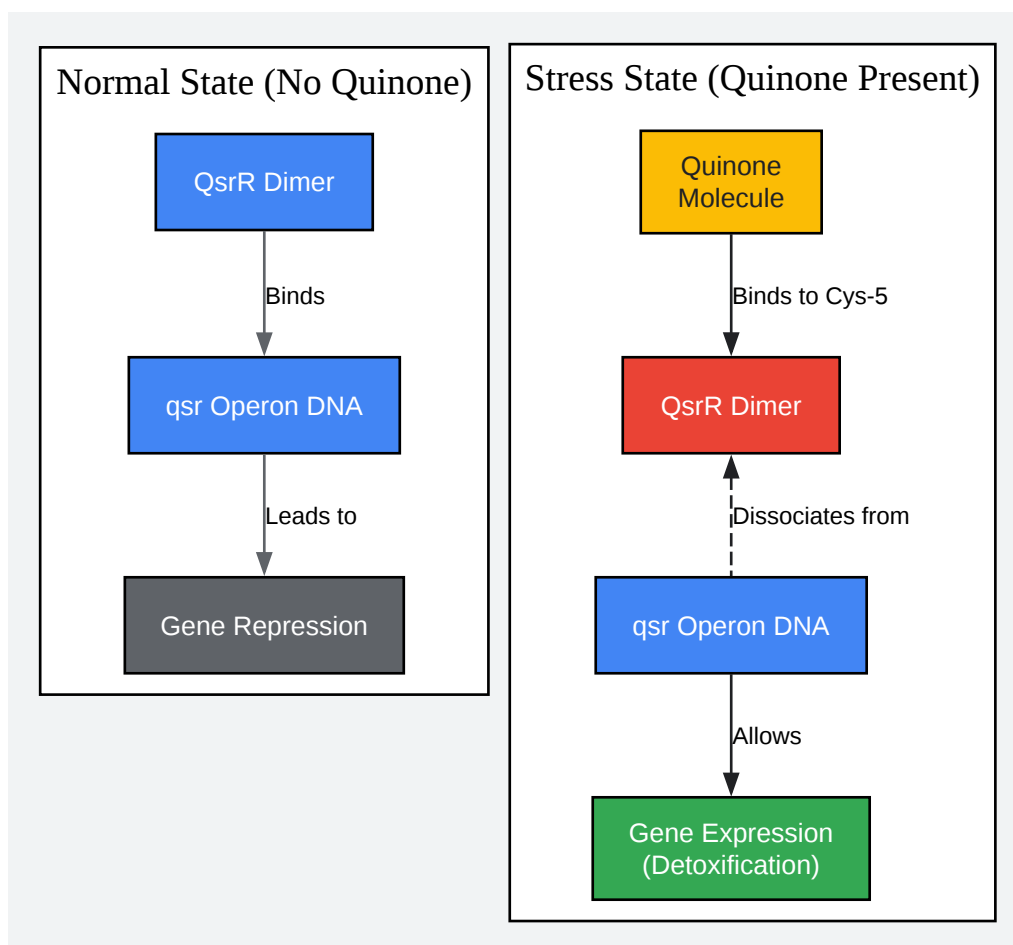 Normal State (No Quinone)
QsrR Dimer
Binds
qsr Operon DNA
Leads to
Gene Repression
Stress State (Quinone Present)
Quinone
Molecule
Binds to Cys-5
QsrR Dimer
Dissociates from
qsr Operon DNA
Allows
Gene Expression
(Detoxification)